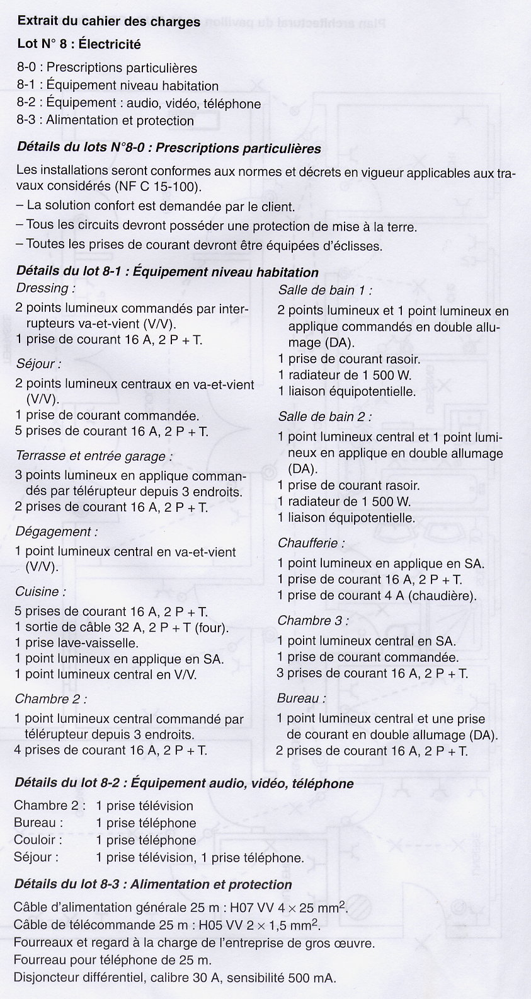 Extrait du cahier des charges
Lot N° 8 : Électricité
8-0 : Prescriptions particulières
8-1 : Équipement niveau habitation
8-2 : Équipement : audio, vidéo, téléphone
8-3 : Alimentation et protection
Détails du lots N°8-0 : Prescriptions particulières
Les installations seront conformes aux normes et décrets en vigueur applicables aux tra-
vaux considérés (NF C 15-100).
– La solution confort est demandée par le client.
– Tous les circuits devront posséder une protection de mise à la terre.
– Toutes les prises de courant devront être équipées d'éclisses.
Détails du lot 8-1 : Équipement niveau habitation
Dressing :
2 points lumineux commandés par inter-
rupteurs va-et-vient (V/V).
1 prise de courant 16 A, 2 P + T.
Séjour :
2 points lumineux centraux en va-et-vient
(V/V).
1 prise de courant commandée.
5 prises de courant 16 A, 2 P + T.
Terrasse et entrée garage :
3 points lumineux en applique comman-
dés par télérupteur depuis 3 endroits.
2 prises de courant 16 A, 2 P + T.
Dégagement :
1 point lumineux central en va-et-vient
(V/V).
Cuisine :
5 prises de courant 16 A, 2 P + T.
1 sortie de câble 32 A, 2 P + T (four).
1 prise lave-vaisselle.
1 point lumineux en applique en SA.
1 point lumineux central en V/V.
Chambre 2 :
1 point lumineux central commandé par
télérupteur depuis 3 endroits.
4 prises de courant 16 A, 2 P + T.
Salle de bain 1 :
2 points lumineux et 1 point lumineux en
applique commandés en double allu-
mage (DA).
1 prise de courant rasoir.
1 radiateur de 1 500 W.
1 liaison équipotentielle.
Salle de bain 2 :
1 point lumineux central et 1 point lumi-
neux en applique en double allumage
(DA).
1 prise de courant rasoir.
1 radiateur de 1 500 W.
1 liaison équipotentielle.
Chaufferie :
1 point lumineux en applique en SA.
1 prise de courant 16 A, 2 P + T.
1 prise de courant 4 A (chaudière).
Chambre 3 :
1 point lumineux central en SA.
1 prise de courant commandée.
3 prises de courant 16 A, 2 P + T.
Bureau :
1 point lumineux central et une prise
de courant en double allumage (DA).
2 prises de courant 16 A, 2 P + T.
Détails du lot 8-2 : Équipement audio, vidéo, téléphone
Chambre 2 : 1 prise télévision
Bureau : 1 prise téléphone
Couloir : 1 prise téléphone
Séjour : 1 prise télévision, 1 prise téléphone.
Détails du lot 8-3 : Alimentation et protection
Câble d'alimentation générale 25 m : H07 VV 4 × 25 mm².
Câble de télécommande 25 m : H05 VV 2 × 1,5 mm².
Fourreaux et regard à la charge de l'entreprise de gros œuvre.
Fourreau pour téléphone de 25 m.
Disjoncteur différentiel, calibre 30 A, sensibilité 500 mA.